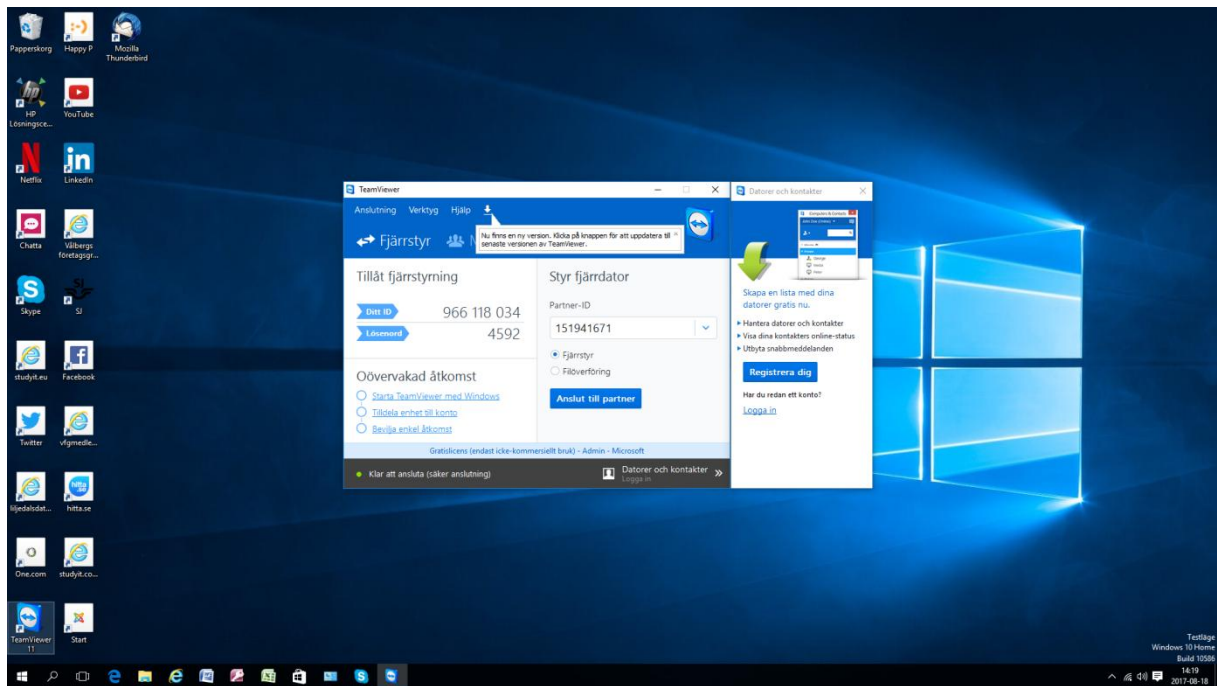 Papperskorg
Happy P
Mozilla
Thunderbird
HP
Lösningsce...
YouTube
Netflix
LinkedIn
Chatta
Vålbergs
företagsgr...
Skype
SJ
studyit.eu
Facebook
Twitter
vfgmedle...
liljedalsdat...
hitta.se
One.com
studyit.co...
TeamViewer
11
Start
TeamViewer
Anslutning Verktyg Hjälp
Fjärrstyr
Nu finns en ny version. Klicka på knappen för att uppdatera till
senaste versionen av TeamViewer.
Tillåt fjärrstyrning
Ditt ID 966 118 034
Lösenord 4592
Oövervakad åtkomst
Starta TeamViewer med Windows
Tilldela enhet till konto
Bevilja enkel åtkomst
Styr fjärrdator
Partner-ID
151941671
Fjärrstyr
Filöverföring
Anslut till partner
Gratislicens (endast icke-kommersiellt bruk) - Admin - Microsoft
Klar att ansluta (säker anslutning)
Datorer och kontakter
Logga in
Datorer och kontakter
Skapa en lista med dina
datorer gratis nu.
Hantera datorer och kontakter
Visa dina kontakters online-status
Utbyta snabbmeddelanden
Registrera dig
Har du redan ett konto?
Logga in
Testläge
Windows 10 Home
Build 10586
14:19
2017-08-18